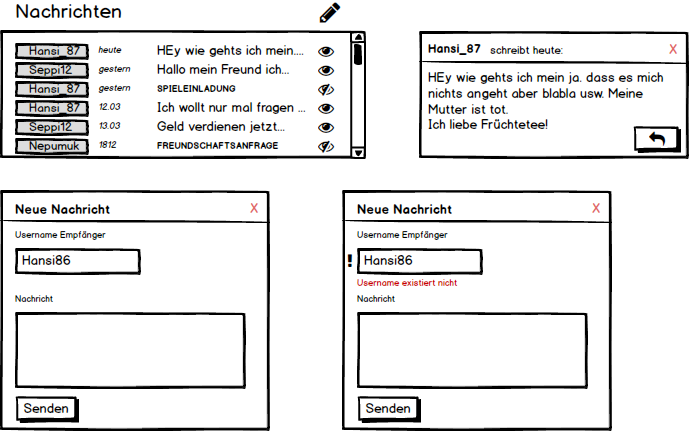 Nachrichten
Hansi_87 heute HEy wie gehts ich mein....
Seppi12 gestern Hallo mein Freund ich...
Hansi_87 gestern SPIELEINLADUNG
Hansi_87 12.03 Ich wollt nur mal fragen ...
Seppi12 13.03 Geld verdienen jetzt...
Nepumuk 1812 FREUNDSCHAFTSANFRAGE
Hansi_87 schreibt heute: X
HEy wie gehts ich mein ja. dass es mich
nichts angeht aber blabla usw. Meine
Mutter ist tot.
Ich liebe Früchtetee!
Neue Nachricht X
Username Empfänger
Hansi86
Nachricht
Senden
Neue Nachricht X
Username Empfänger
! Hansi86
Username existiert nicht
Nachricht
Senden